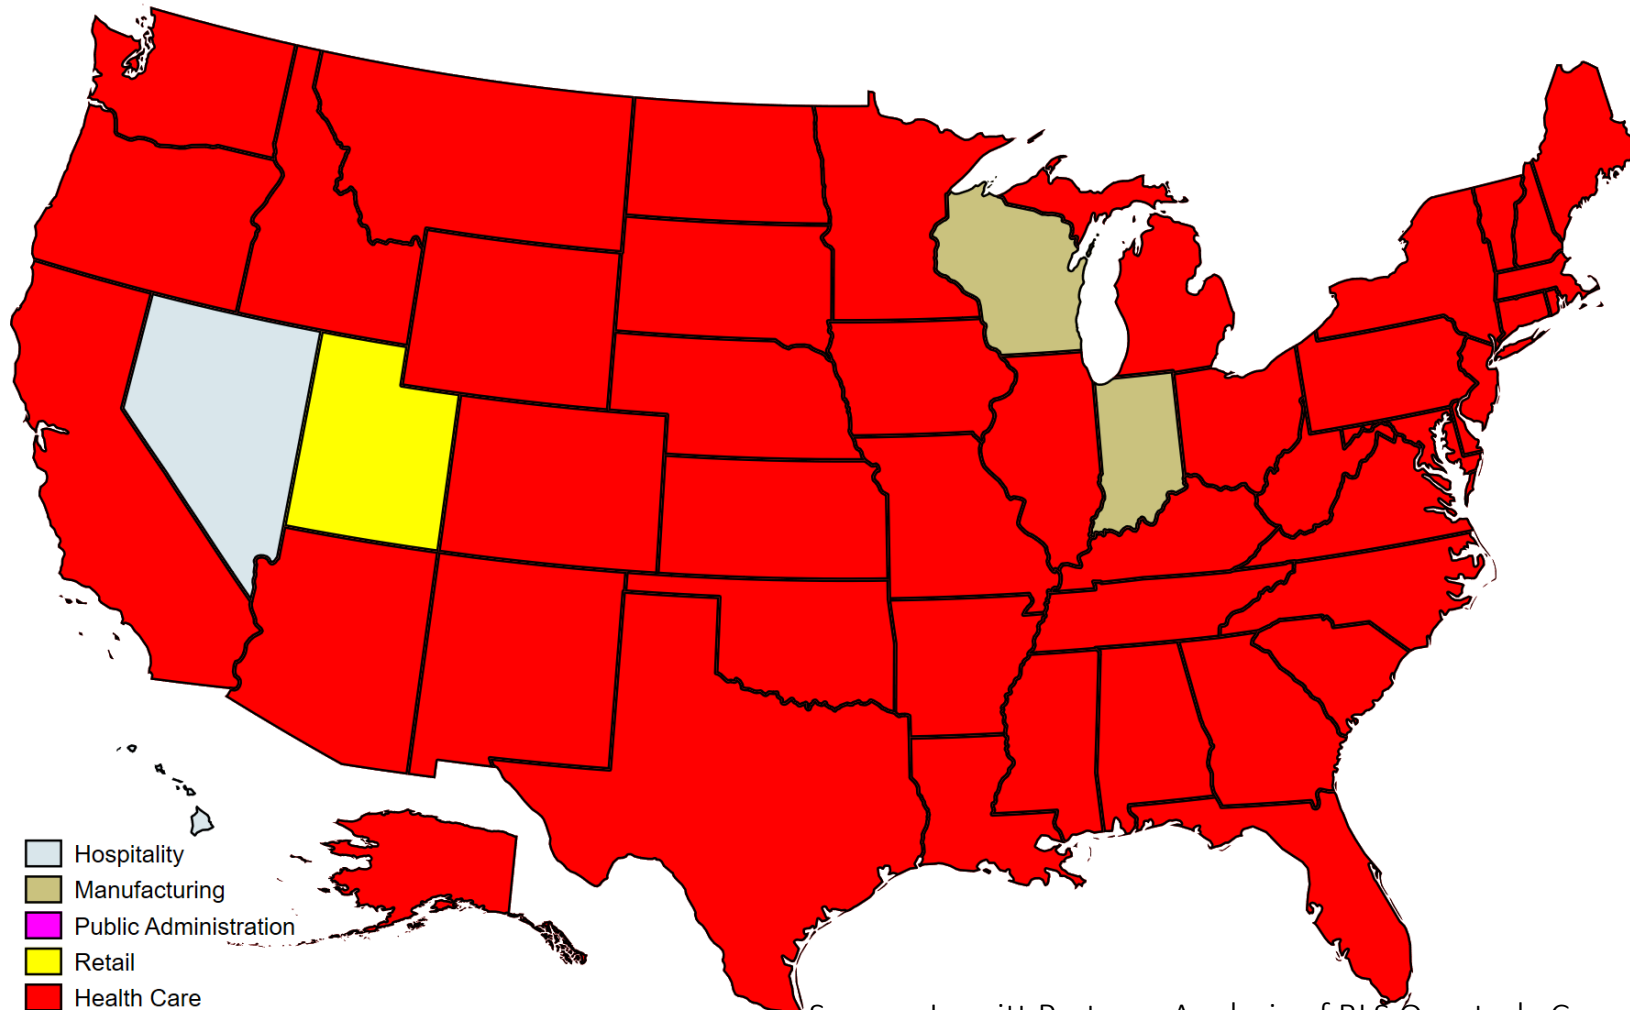 Hospitality
Manufacturing
Public Administration
Retail
Health Care